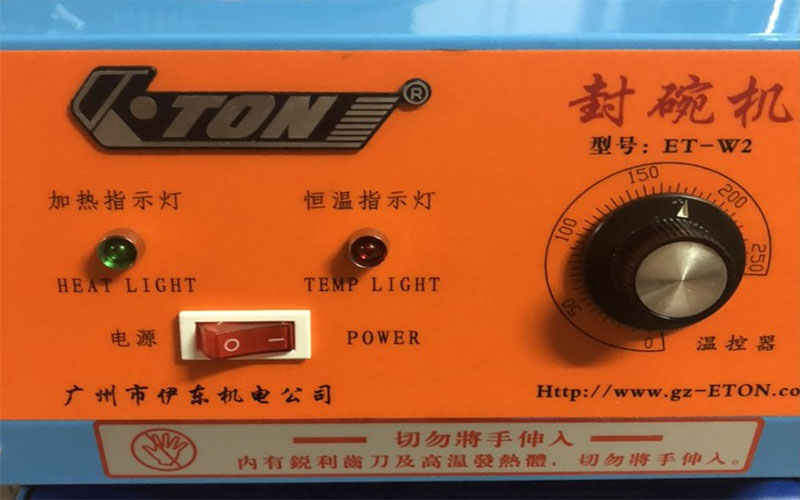 ETON®
封碗机
型号：ET-W2
加热指示灯
恒温指示灯
HEAT LIGHT
TEMP LIGHT
0 50 100 150 200 250
电源
POWER
温控器
广州市伊东机电公司
Http://www.gz-ETON.co
切勿將手伸入
内有鋭利齒刀及高温發熱體，切勿將手伸入。